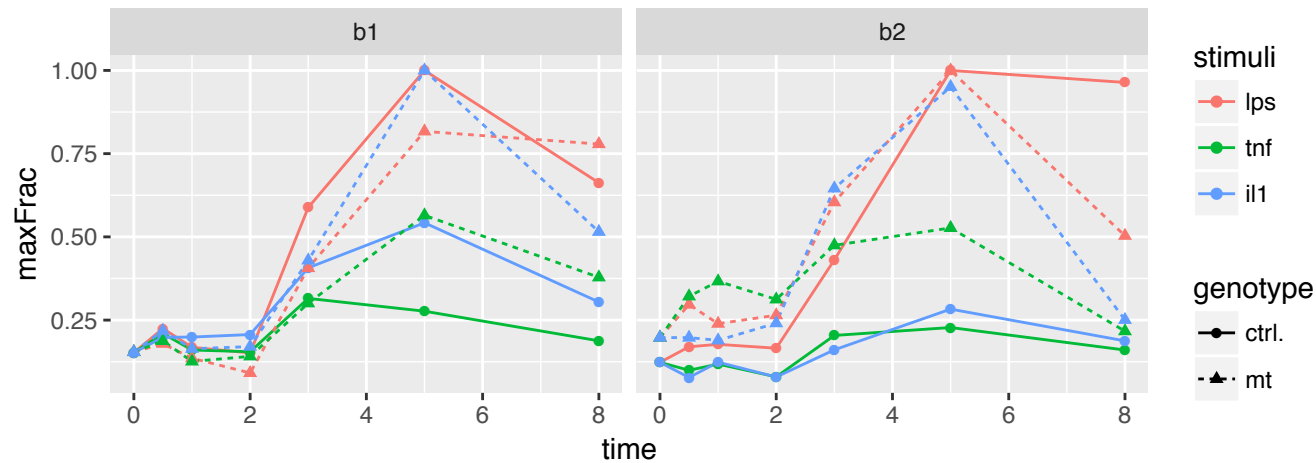 b1
b2
stimuli
lps
tnf
il1
genotype
ctrl.
mt
maxFrac
1.00
0.75
0.50
0.25
0 2 4 6 8
0 2 4 6 8
time